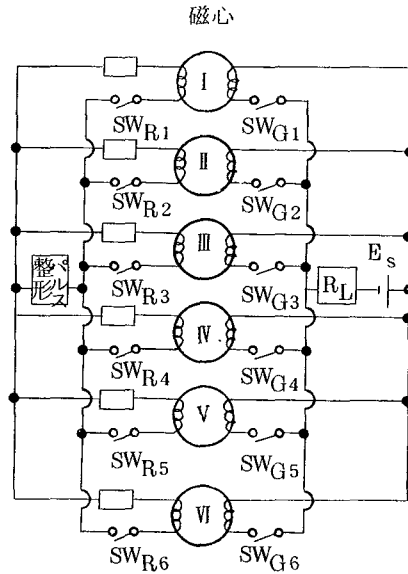 磁心
I
SW_R1 SW_G1
II
SW_R2 SW_G2
III
パルス整形 R_L E_s
SW_R3 SW_G3
IV
SW_R4 SW_G4
V
SW_R5 SW_G5
VI
SW_R6 SW_G6